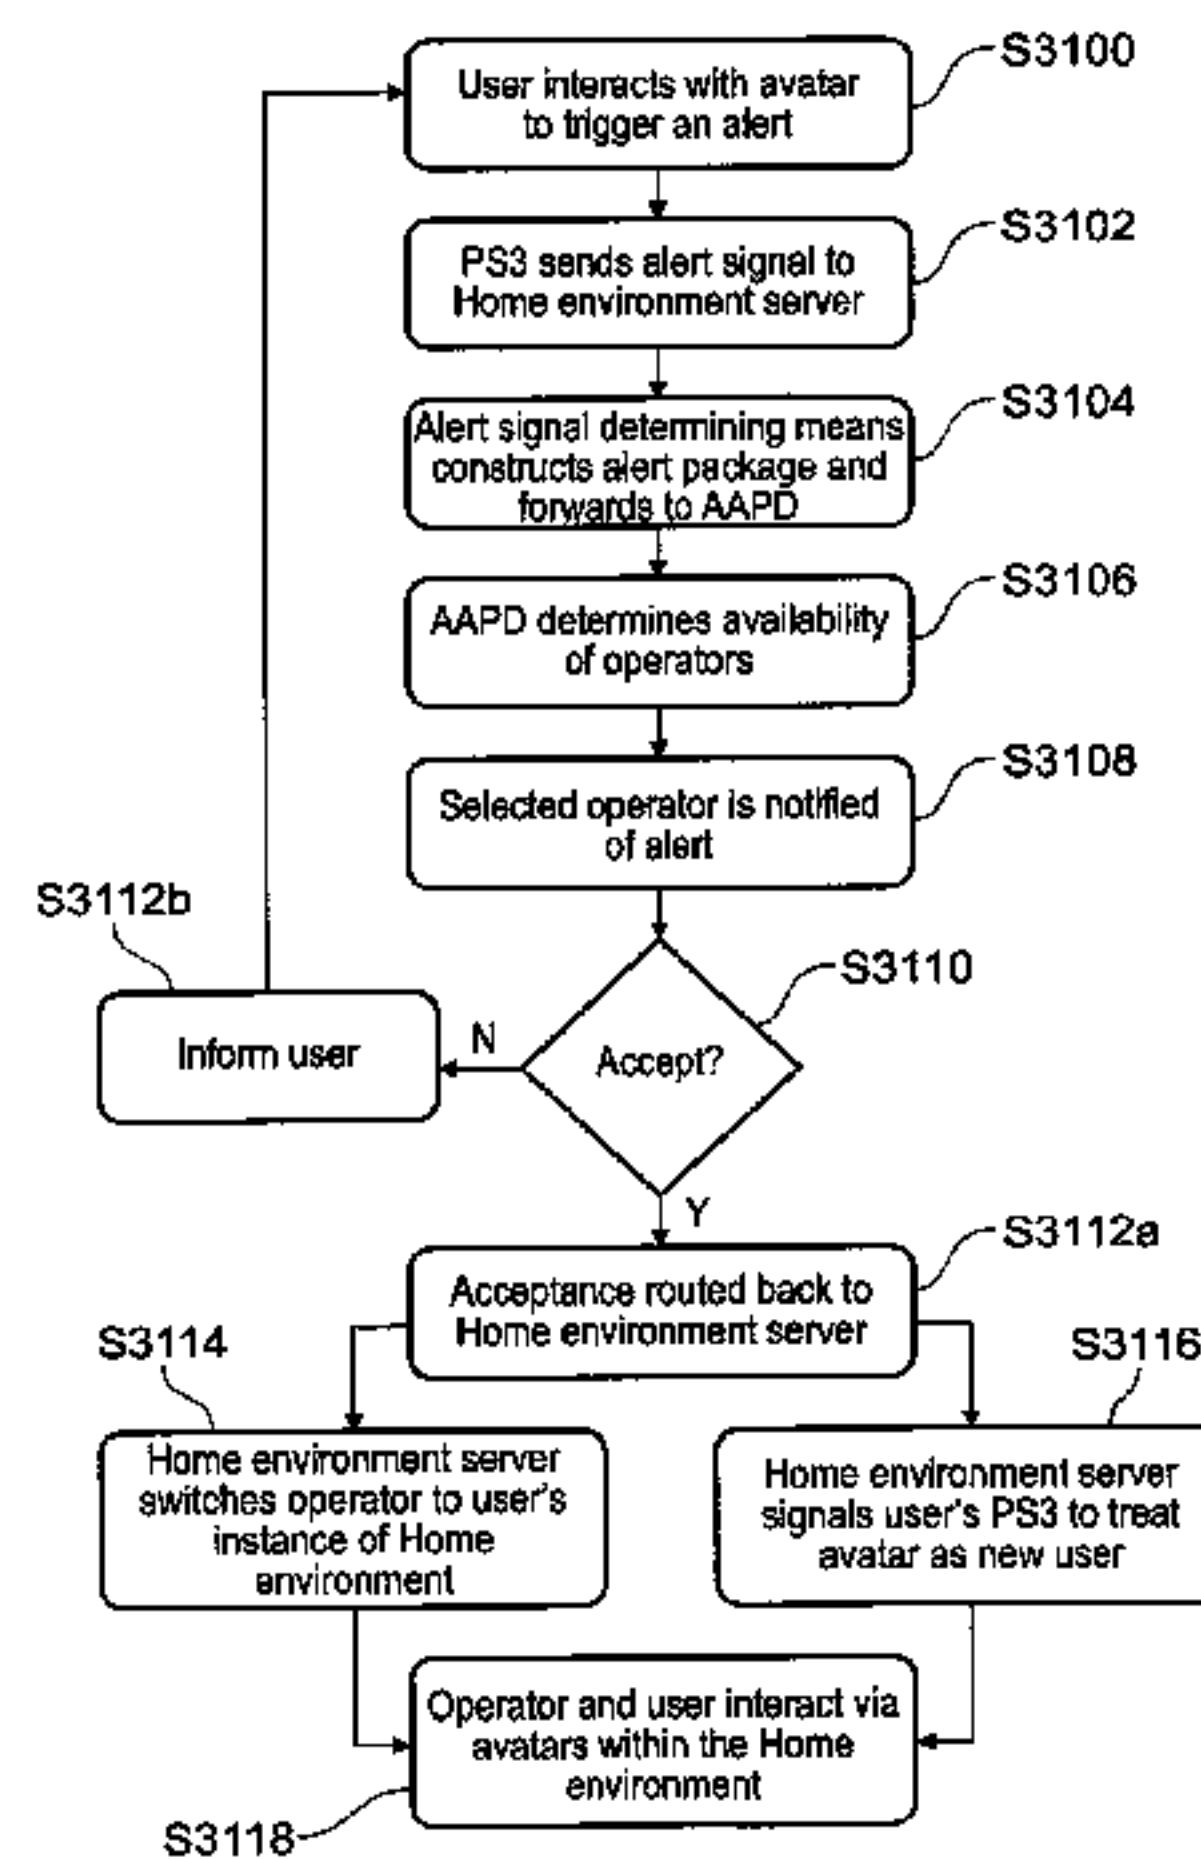 S3100
User interacts with avatar
to trigger an alert
S3102
PS3 sends alert signal to
Home environment server
S3104
Alert signal determining means
constructs alert package and
forwards to AAPD
S3106
AAPD determines availability
of operators
S3108
Selected operator is notified
of alert
S3112b
S3110
Inform user
N
Accept?
Y
S3112a
Acceptance routed back to
Home environment server
S3114
S3116
Home environment server
switches operator to user's
instance of Home
environment
Home environment server
signals user's PS3 to treat
avatar as new user
Operator and user interact via
avatars within the Home
environment
S3118